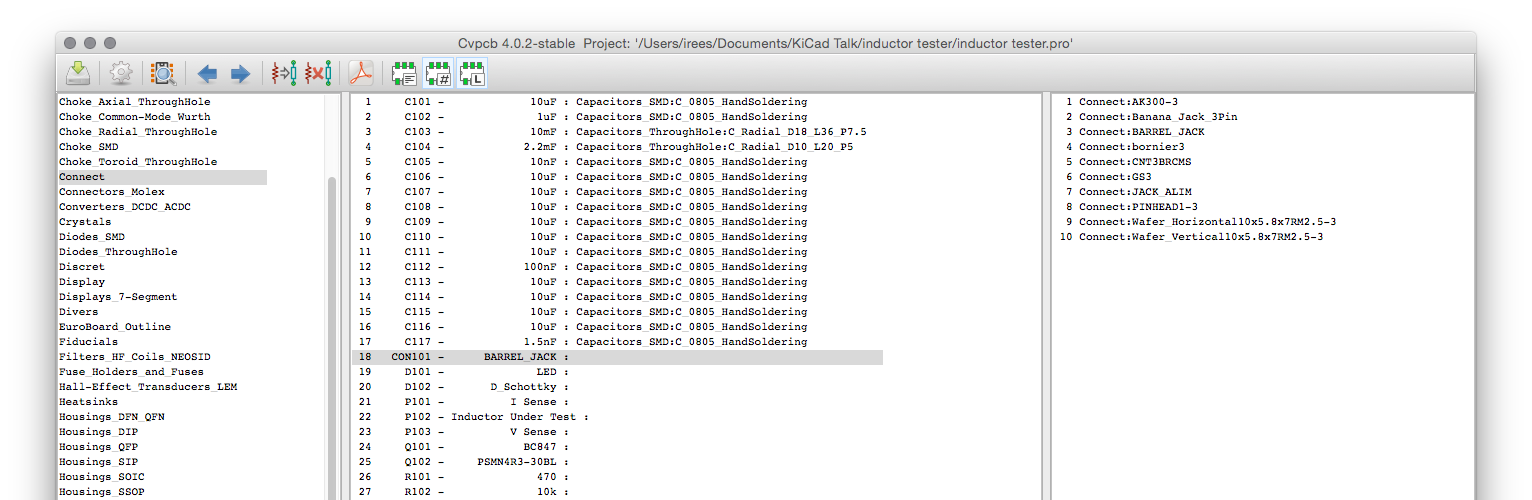 Cvpcb 4.0.2-stable Project: '/Users/irees/Documents/KiCad Talk/inductor tester/inductor tester.pro'
#
L
Choke_Axial_ThroughHole
Choke_Common-Mode_Wurth
Choke_Radial_ThroughHole
Choke_SMD
Choke_Toroid_ThroughHole
Connect
Connectors_Molex
Converters_DCDC_ACDC
Crystals
Diodes_SMD
Diodes_ThroughHole
Discret
Display
Displays_7-Segment
Divers
EuroBoard_Outline
Fiducials
Filters_HF_Coils_NEOSID
Fuse_Holders_and_Fuses
Hall-Effect_Transducers_LEM
Heatsinks
Housings_DFN_QFN
Housings_DIP
Housings_QFP
Housings_SIP
Housings_SOIC
Housings_SSOP
1 C101 - 10uF : Capacitors_SMD:C_0805_HandSoldering
2 C102 - 1uF : Capacitors_SMD:C_0805_HandSoldering
3 C103 - 10mF : Capacitors_ThroughHole:C_Radial_D18_L36_P7.5
4 C104 - 2.2mF : Capacitors_ThroughHole:C_Radial_D10_L20_P5
5 C105 - 10nF : Capacitors_SMD:C_0805_HandSoldering
6 C106 - 10uF : Capacitors_SMD:C_0805_HandSoldering
7 C107 - 10uF : Capacitors_SMD:C_0805_HandSoldering
8 C108 - 10uF : Capacitors_SMD:C_0805_HandSoldering
9 C109 - 10uF : Capacitors_SMD:C_0805_HandSoldering
10 C110 - 10uF : Capacitors_SMD:C_0805_HandSoldering
11 C111 - 10uF : Capacitors_SMD:C_0805_HandSoldering
12 C112 - 100nF : Capacitors_SMD:C_0805_HandSoldering
13 C113 - 10uF : Capacitors_SMD:C_0805_HandSoldering
14 C114 - 10uF : Capacitors_SMD:C_0805_HandSoldering
15 C115 - 10uF : Capacitors_SMD:C_0805_HandSoldering
16 C116 - 10uF : Capacitors_SMD:C_0805_HandSoldering
17 C117 - 1.5nF : Capacitors_SMD:C_0805_HandSoldering
18 CON101 - BARREL_JACK :
19 D101 - LED :
20 D102 - D_Schottky :
21 P101 - I Sense :
22 P102 - Inductor Under Test :
23 P103 - V Sense :
24 Q101 - BC847 :
25 Q102 - PSMN4R3-30BL :
26 R101 - 470 :
27 R102 - 10k :
1 Connect:AK300-3
2 Connect:Banana_Jack_3Pin
3 Connect:BARREL_JACK
4 Connect:bornier3
5 Connect:CNT3BRCMS
6 Connect:GS3
7 Connect:JACK_ALIM
8 Connect:PINHEAD1-3
9 Connect:Wafer_Horizontal10x5.8x7RM2.5-3
10 Connect:Wafer_Vertical10x5.8x7RM2.5-3